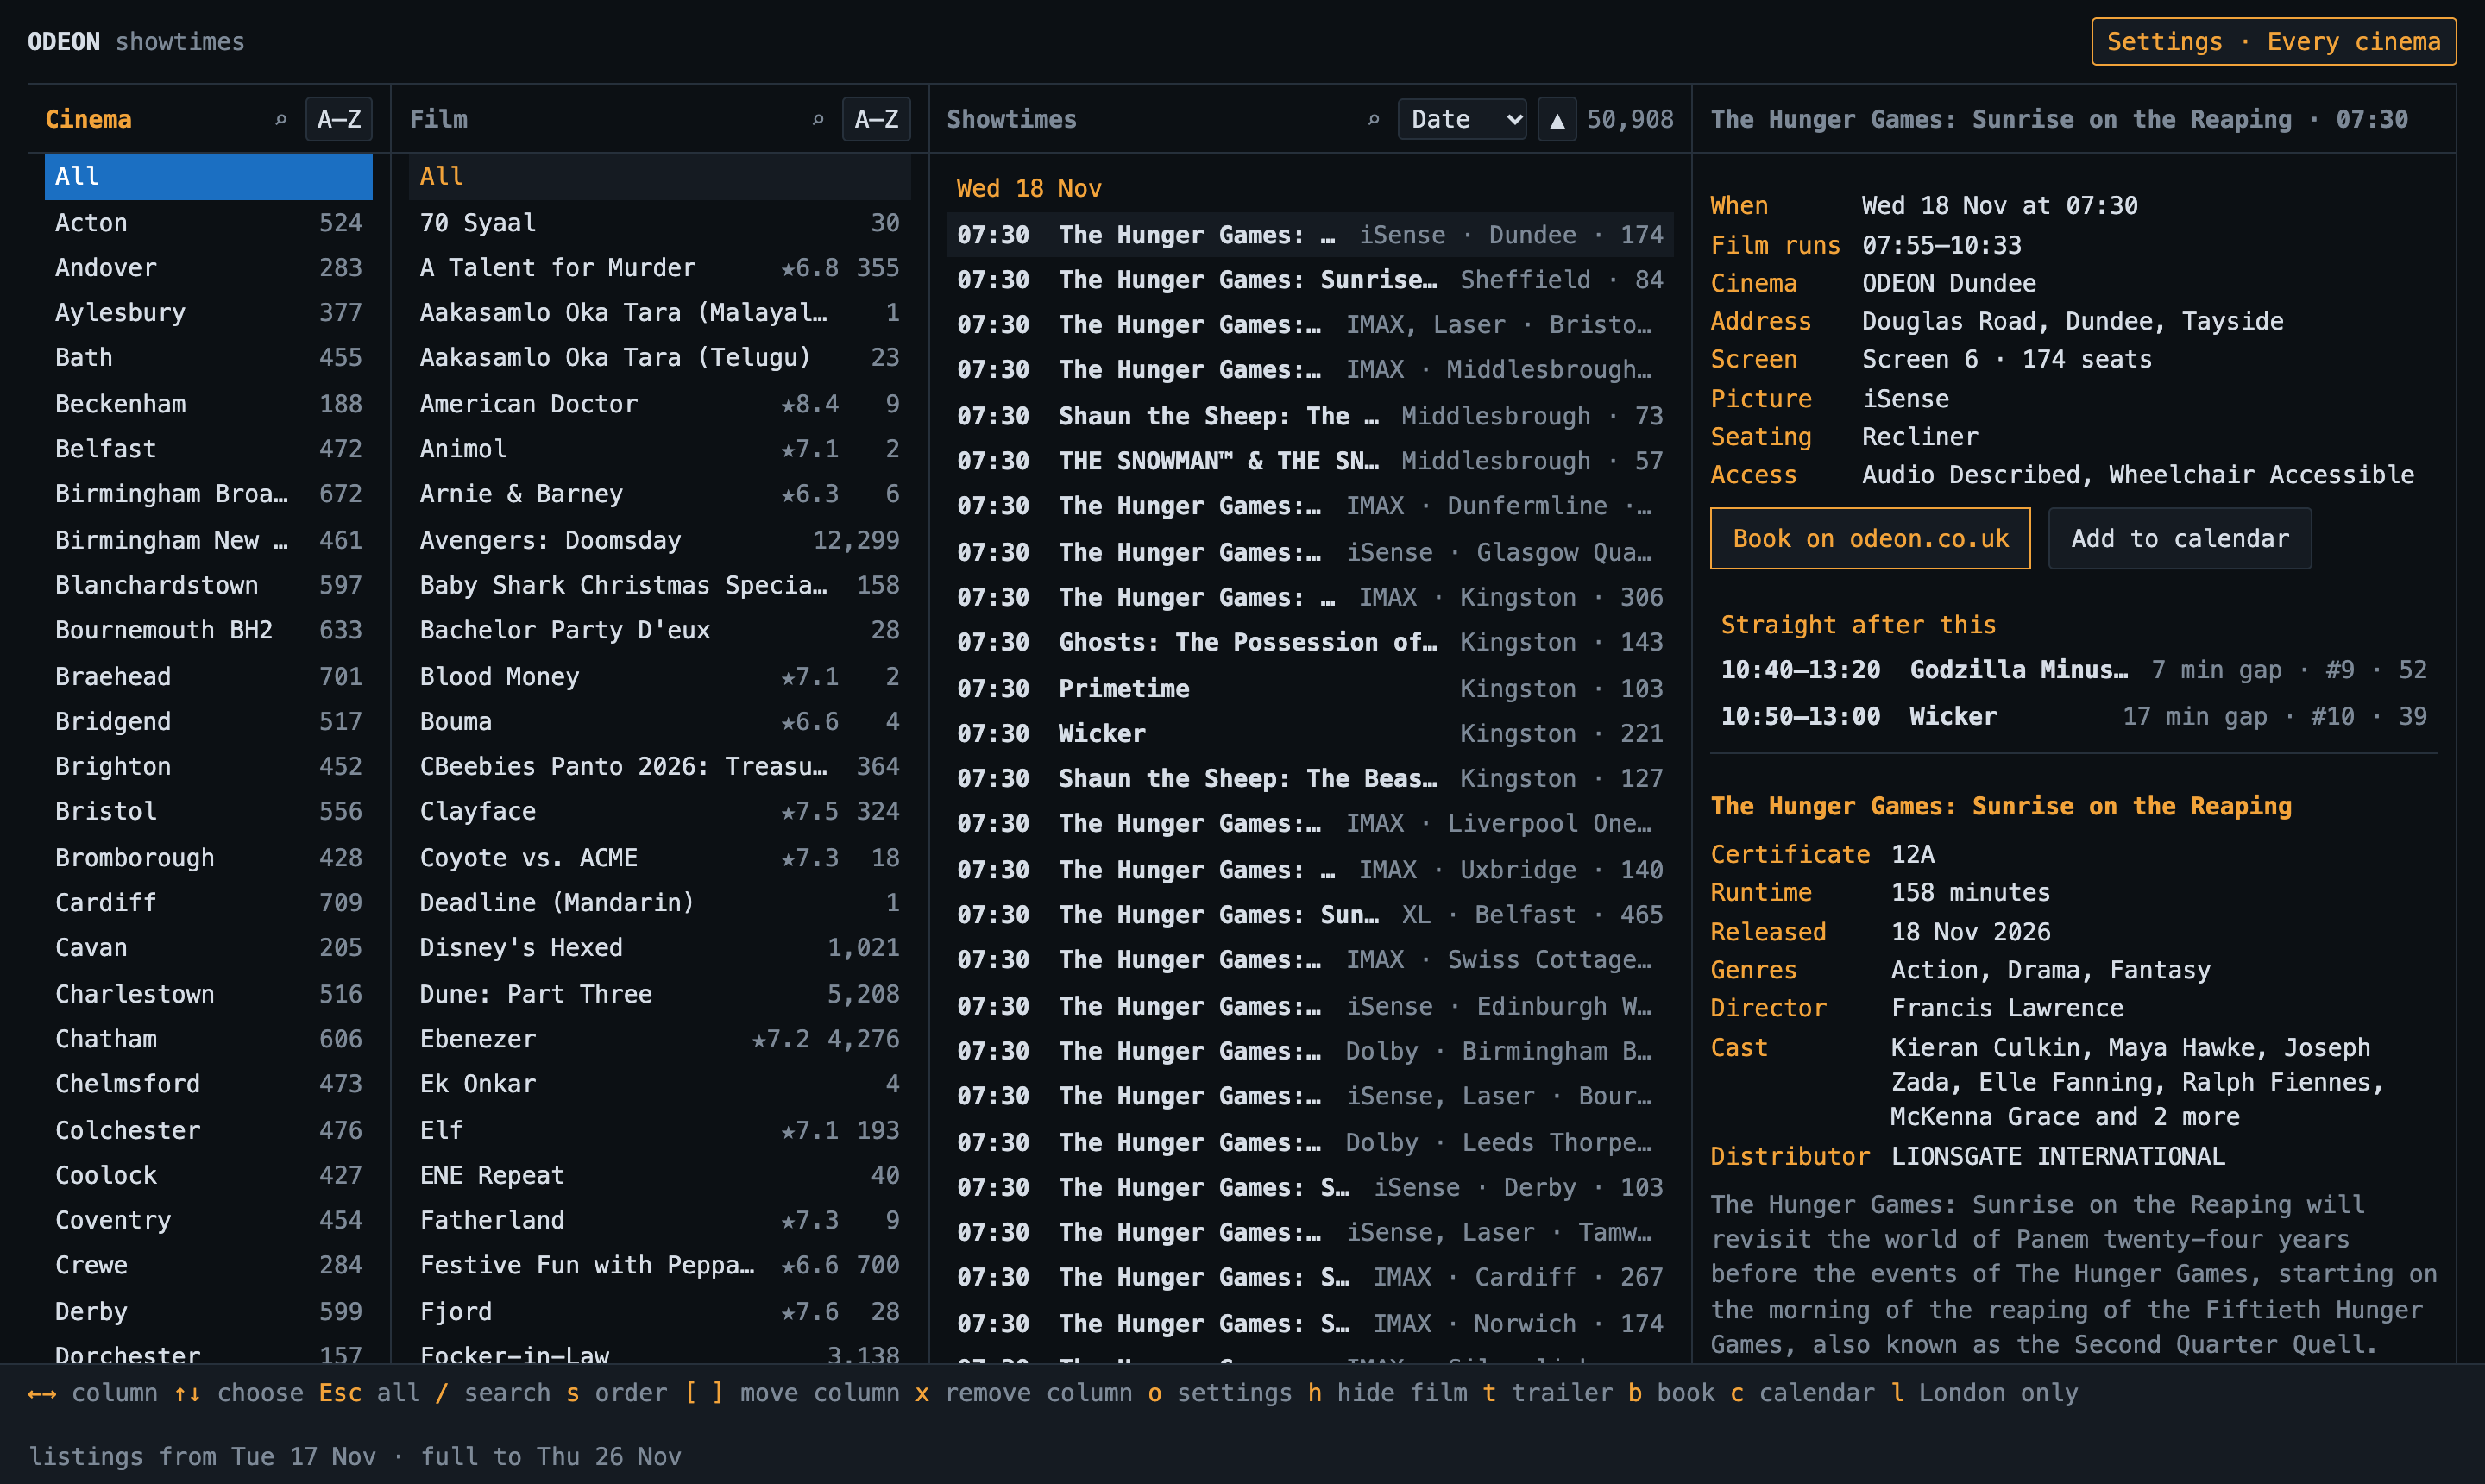 ODEON showtimes
Settings · Every cinema
Cinema ⌕ A–Z
All
Acton 524
Andover 283
Aylesbury 377
Bath 455
Beckenham 188
Belfast 472
Birmingham Broa… 672
Birmingham New … 461
Blanchardstown 597
Bournemouth BH2 633
Braehead 701
Bridgend 517
Brighton 452
Bristol 556
Bromborough 428
Cardiff 709
Cavan 205
Charlestown 516
Chatham 606
Chelmsford 473
Colchester 476
Coolock 427
Coventry 454
Crewe 284
Derby 599
Dorchester 157
Film ⌕ A–Z
All
70 Syaal 30
A Talent for Murder ★6.8 355
Aakasamlo Oka Tara (Malayal… 1
Aakasamlo Oka Tara (Telugu) 23
American Doctor ★8.4 9
Animol ★7.1 2
Arnie & Barney ★6.3 6
Avengers: Doomsday 12,299
Baby Shark Christmas Specia… 158
Bachelor Party D'eux 28
Blood Money ★7.1 2
Bouma ★6.6 4
CBeebies Panto 2026: Treasu… 364
Clayface ★7.5 324
Coyote vs. ACME ★7.3 18
Deadline (Mandarin) 1
Disney's Hexed 1,021
Dune: Part Three 5,208
Ebenezer ★7.2 4,276
Ek Onkar 4
Elf ★7.1 193
ENE Repeat 40
Fatherland ★7.3 9
Festive Fun with Peppa… ★6.6 700
Fjord ★7.6 28
Focker-in-Law 3,138
Showtimes ⌕ Date ▲ 50,908
Wed 18 Nov
07:30 The Hunger Games: … iSense · Dundee · 174
07:30 The Hunger Games: Sunrise… Sheffield · 84
07:30 The Hunger Games:… IMAX, Laser · Bristo…
07:30 The Hunger Games:… IMAX · Middlesbrough…
07:30 Shaun the Sheep: The … Middlesbrough · 73
07:30 THE SNOWMAN™ & THE SN… Middlesbrough · 57
07:30 The Hunger Games:… IMAX · Dunfermline ·…
07:30 The Hunger Games:… iSense · Glasgow Qua…
07:30 The Hunger Games: … IMAX · Kingston · 306
07:30 Ghosts: The Possession of… Kingston · 143
07:30 Primetime Kingston · 103
07:30 Wicker Kingston · 221
07:30 Shaun the Sheep: The Beas… Kingston · 127
07:30 The Hunger Games:… IMAX · Liverpool One…
07:30 The Hunger Games: … IMAX · Uxbridge · 140
07:30 The Hunger Games: Sun… XL · Belfast · 465
07:30 The Hunger Games:… IMAX · Swiss Cottage…
07:30 The Hunger Games:… iSense · Edinburgh W…
07:30 The Hunger Games:… Dolby · Birmingham B…
07:30 The Hunger Games:… iSense, Laser · Bour…
07:30 The Hunger Games:… Dolby · Leeds Thorpe…
07:30 The Hunger Games: S… iSense · Derby · 103
07:30 The Hunger Games:… iSense, Laser · Tamw…
07:30 The Hunger Games: S… IMAX · Cardiff · 267
07:30 The Hunger Games: S… IMAX · Norwich · 174
The Hunger Games: Sunrise on the Reaping · 07:30
When Wed 18 Nov at 07:30
Film runs 07:55–10:33
Cinema ODEON Dundee
Address Douglas Road, Dundee, Tayside
Screen Screen 6 · 174 seats
Picture iSense
Seating Recliner
Access Audio Described, Wheelchair Accessible
Book on odeon.co.uk Add to calendar
Straight after this
10:40–13:20 Godzilla Minus… 7 min gap · #9 · 52
10:50–13:00 Wicker 17 min gap · #10 · 39
The Hunger Games: Sunrise on the Reaping
Certificate 12A
Runtime 158 minutes
Released 18 Nov 2026
Genres Action, Drama, Fantasy
Director Francis Lawrence
Cast Kieran Culkin, Maya Hawke, Joseph
Zada, Elle Fanning, Ralph Fiennes,
McKenna Grace and 2 more
Distributor LIONSGATE INTERNATIONAL
The Hunger Games: Sunrise on the Reaping will
revisit the world of Panem twenty-four years
before the events of The Hunger Games, starting on
the morning of the reaping of the Fiftieth Hunger
Games, also known as the Second Quarter Quell.
←→ column ↑↓ choose Esc all / search s order [ ] move column x remove column o settings h hide film t trailer b book c calendar l London only
listings from Tue 17 Nov · full to Thu 26 Nov